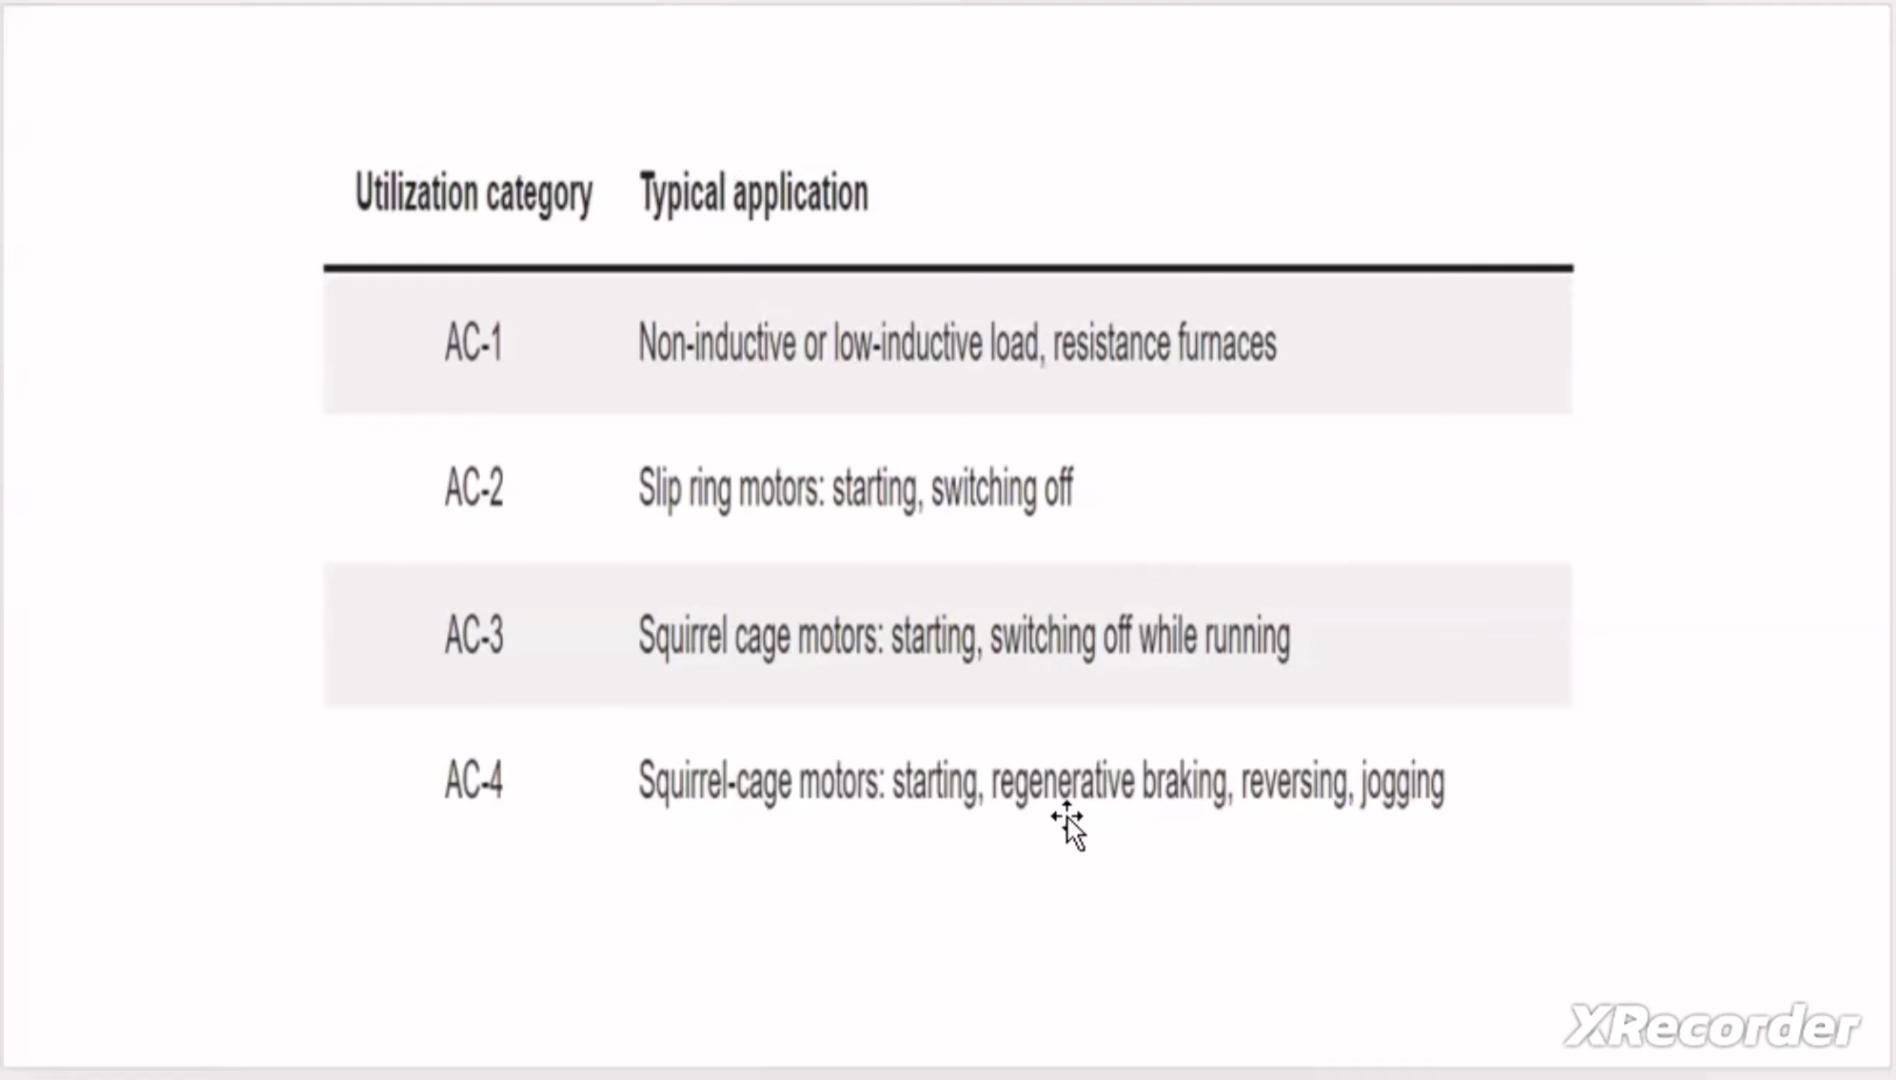 Utilization category Typical application
AC-1 Non-inductive or low-inductive load, resistance furnaces
AC-2 Slip ring motors: starting, switching off
AC-3 Squirrel cage motors: starting, switching off while running
AC-4 Squirrel-cage motors: starting, regenerative braking, reversing, jogging
XRecorder